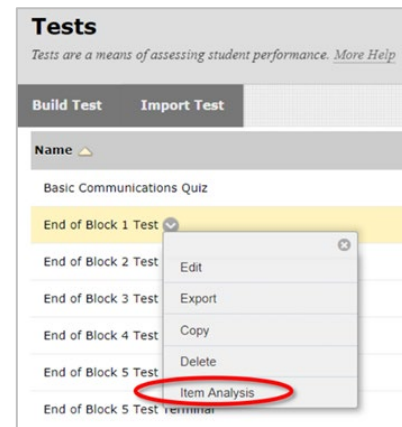 Tests
Tests are a means of assessing student performance. More Help
Build Test Import Test
Name
Basic Communications Quiz
End of Block 1 Test
End of Block 2 Test
Edit
End of Block 3 Test
Export
End of Block 4 Test
Copy
End of Block 5 Test
Delete
Item Analysis
End of Block 5 Test Terminal